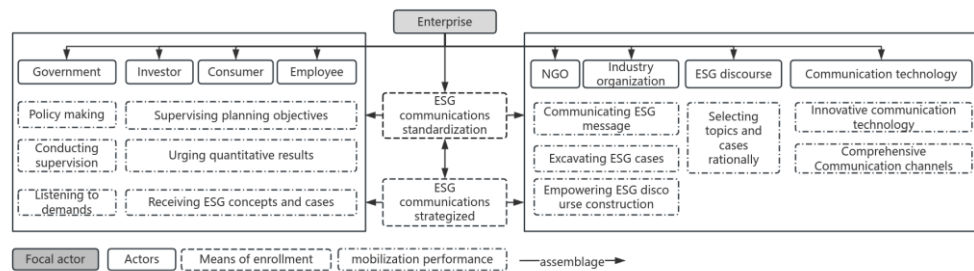 Enterprise
Government
Investor
Consumer
Employee
NGO
Industry
organization
ESG discourse
Communication technology
Policy making
Conducting
supervision
Listening to
demands
Supervising planning objectives
Urging quantitative results
Receiving ESG concepts and cases
ESG
communications
standardization
ESG
communications
strategized
Communicating ESG
message
Excavating ESG cases
Empowering ESG disco
urse construction
Selecting
topics and
cases
rationally
Innovative communication
technology
Comprehensive
Communication channels
Focal actor
Actors
Means of enrollment
mobilization performance
assemblage